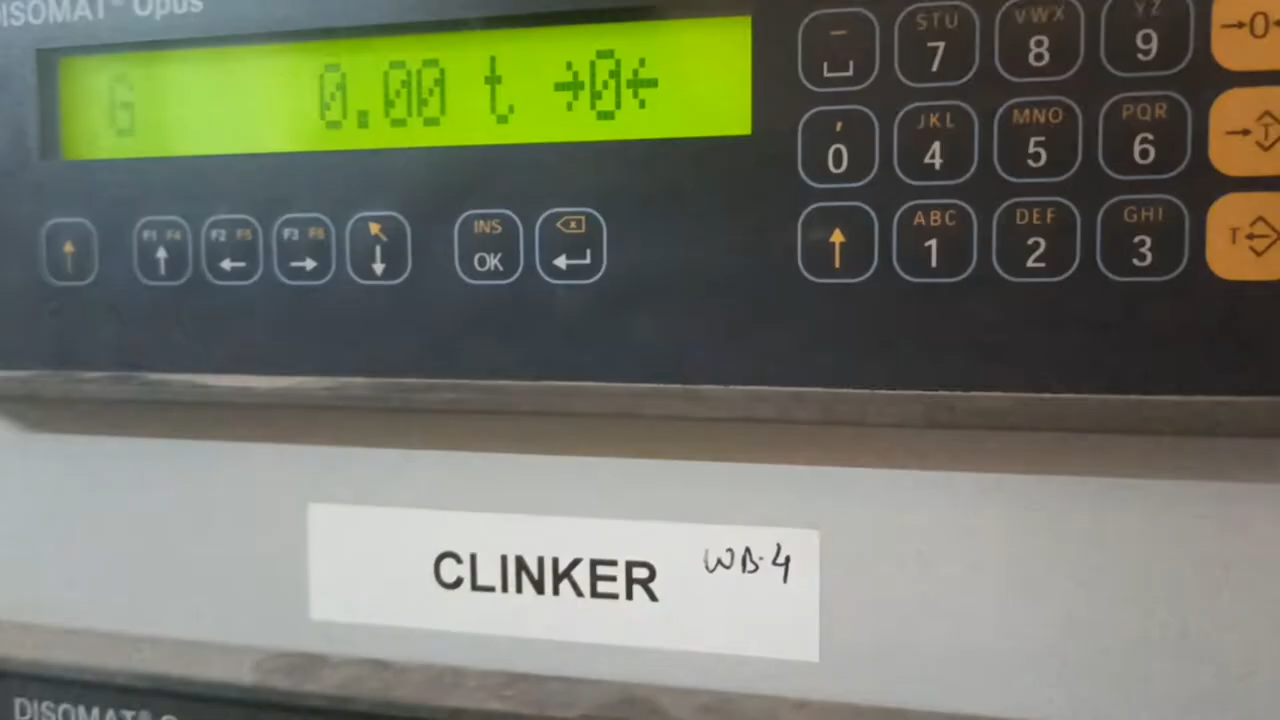 DISOMAT® Opus
G 0.00 t →0←
– STU VWX YZ
7 8 9 →0←
, JKL MNO PQR
0 4 5 6 →T
F1 F4 F2 F5 F3 F6 INS ABC DEF GHI
OK 1 2 3 T←
CLINKER WB-4
DISOMAT®